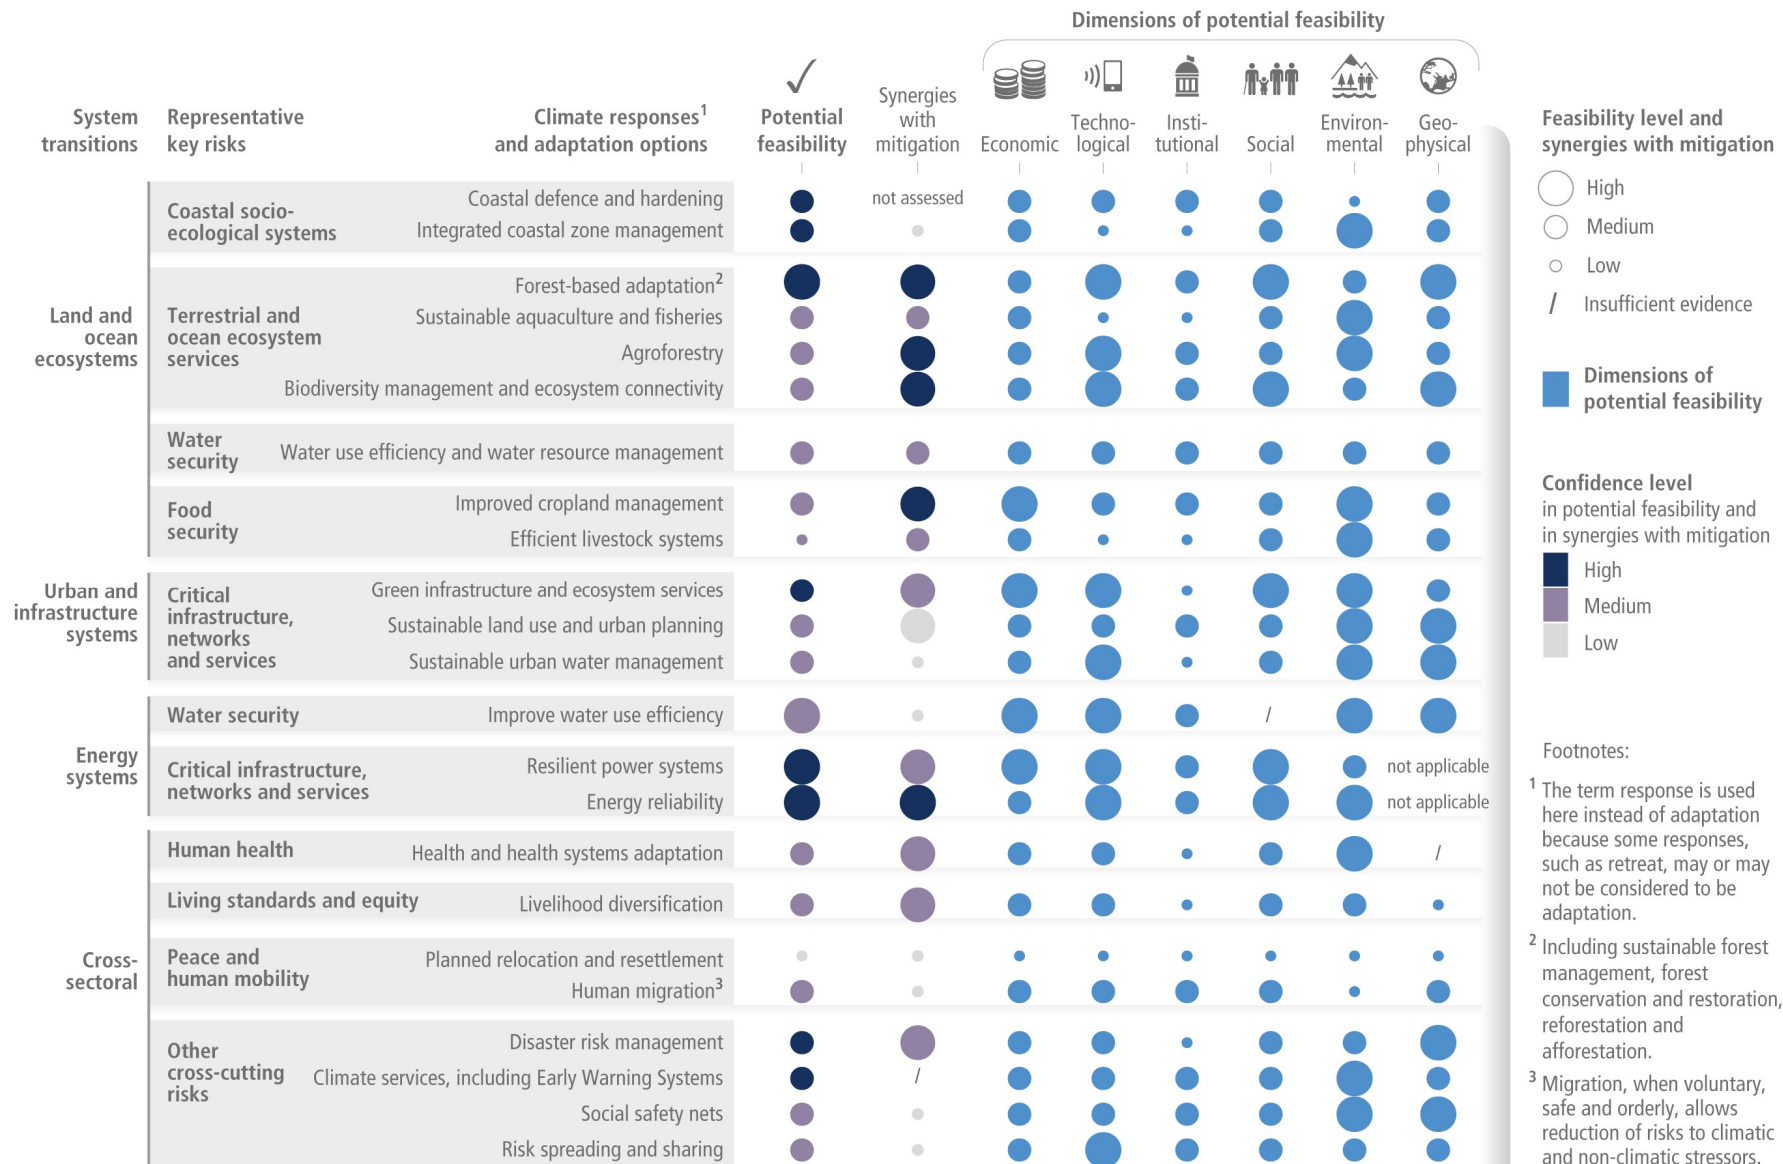 Dimensions of potential feasibility
System
transitions
Representative
key risks
Climate responses1
and adaptation options
Potential
feasibility
Synergies
with
mitigation
Economic
Techno-
logical
Insti-
tutional
Social
Environ-
mental
Geo-
physical
Land and
ocean
ecosystems
Coastal socio-
ecological systems
Coastal defence and hardening
not assessed
Integrated coastal zone management
Terrestrial and
ocean ecosystem
services
Forest-based adaptation2
Sustainable aquaculture and fisheries
Agroforestry
Biodiversity management and ecosystem connectivity
Water
security
Water use efficiency and water resource management
Food
security
Improved cropland management
Efficient livestock systems
Urban and
infrastructure
systems
Critical
infrastructure,
networks
and services
Green infrastructure and ecosystem services
Sustainable land use and urban planning
Sustainable urban water management
Energy
systems
Water security
Improve water use efficiency
/
Critical infrastructure,
networks and services
Resilient power systems
not applicable
Energy reliability
not applicable
Cross-
sectoral
Human health
Health and health systems adaptation
/
Living standards and equity
Livelihood diversification
Peace and
human mobility
Planned relocation and resettlement
Human migration3
Other
cross-cutting
risks
Disaster risk management
Climate services, including Early Warning Systems
/
Social safety nets
Risk spreading and sharing
Feasibility level and
synergies with mitigation
High
Medium
Low
/ Insufficient evidence
Dimensions of
potential feasibility
Confidence level
in potential feasibility and
in synergies with mitigation
High
Medium
Low
Footnotes:
1 The term response is used
here instead of adaptation
because some responses,
such as retreat, may or may
not be considered to be
adaptation.
2 Including sustainable forest
management, forest
conservation and restoration,
reforestation and
afforestation.
3 Migration, when voluntary,
safe and orderly, allows
reduction of risks to climatic
and non-climatic stressors.